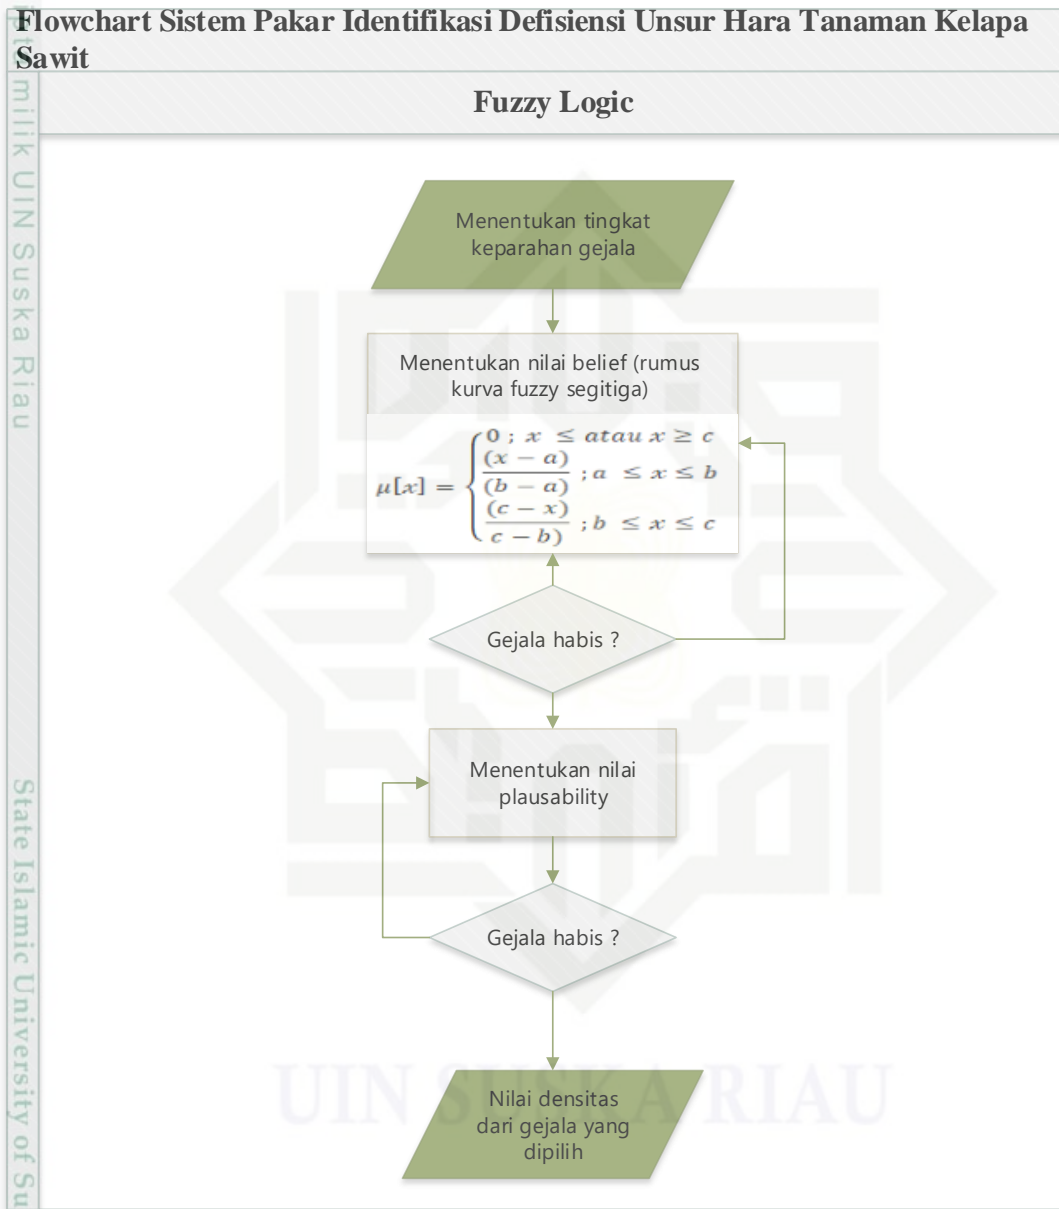 Flowchart Sistem Pakar Identifikasi Defisiensi Unsur Hara Tanaman Kelapa
Sawit
Fuzzy Logic
Menentukan tingkat
keparahan gejala
Menentukan nilai belief (rumus
kurva fuzzy segitiga)
μ[x] = { 0 ; x ≤ atau x ≥ c
(x − a)
(b − a) ; a ≤ x ≤ b
(c − x)
c − b) ; b ≤ x ≤ c
Gejala habis ?
Menentukan nilai
plausability
Gejala habis ?
Nilai densitas
dari gejala yang
dipilih
UIN SUSKA RIAU
milik UIN Suska Riau
State Islamic University of Su